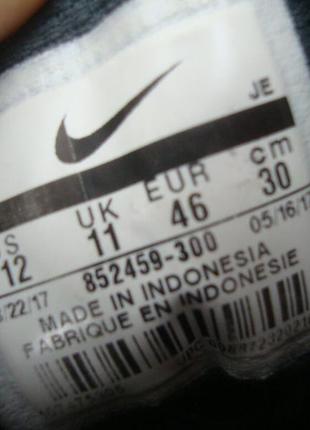 JE
US UK EUR cm
12 11 46 30
852459-300
/22/17 05/16/17
MADE IN INDONESIA
FABRIQUE EN INDONESIE